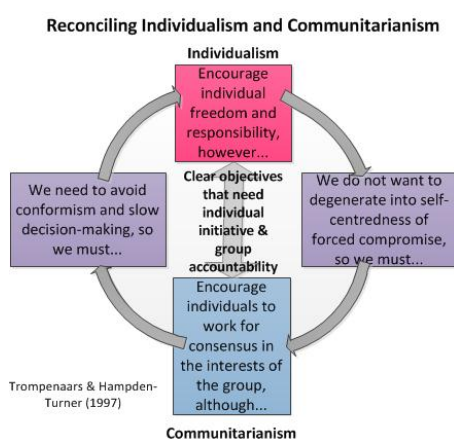 Reconciling Individualism and Communitarianism
Individualism
Encourage
individual
freedom and
responsibility,
however...
We need to avoid
conformism and slow
decision-making, so
we must...
Clear objectives
that need
individual
initiative &
group
accountability
We do not want to
degenerate into self-
centredness of
forced compromise,
so we must...
Encourage
individuals to
work for
consensus in
the interests
of the group,
although...
Trompenaars & Hampden-
Turner (1997)
Communitarianism